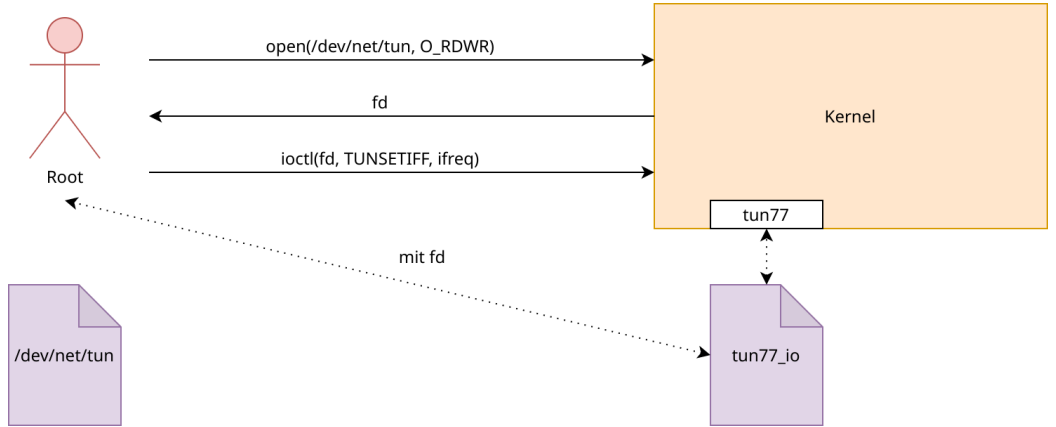 open(/dev/net/tun, O_RDWR)
fd
Kernel
ioctl(fd, TUNSETIFF, ifreq)
Root
tun77
mit fd
/dev/net/tun
tun77_io